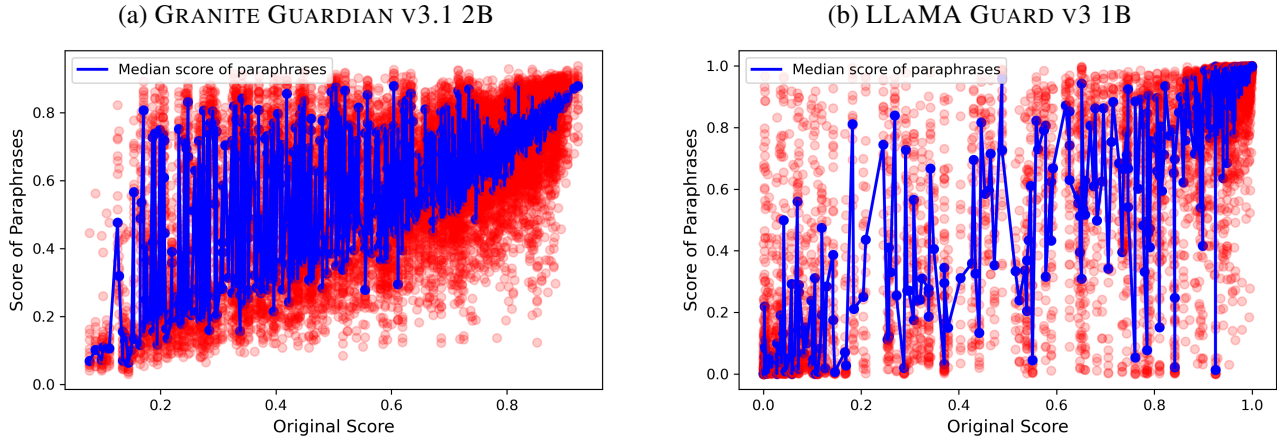 (a) GRANITE GUARDIAN V3.1 2B
Median score of paraphrases
0.8
0.6
0.4
0.2
0.0
Score of Paraphrases
0.2
0.4
0.6
0.8
Original Score
(b) LLAMA GUARD V3 1B
Median score of paraphrases
1.0
0.8
0.6
0.4
0.2
0.0
Score of Paraphrases
0.0
0.2
0.4
0.6
0.8
1.0
Original Score